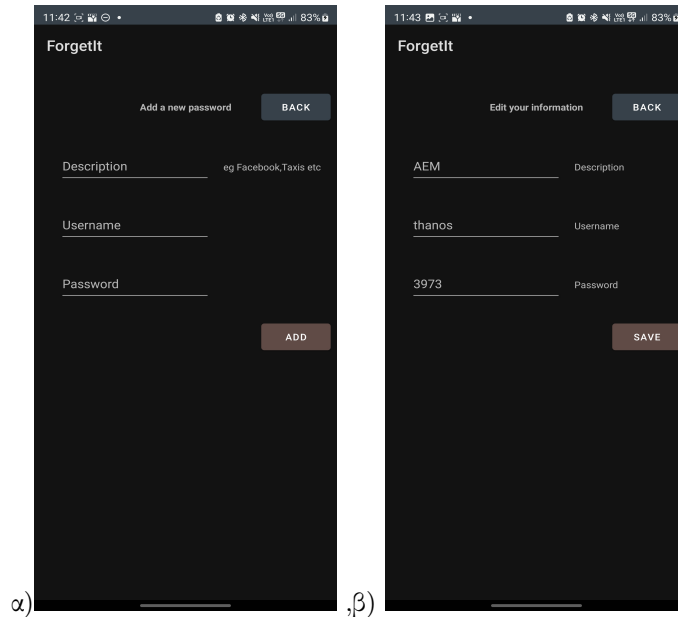 11:42
83%
ForgetIt
Add a new password
BACK
Description
eg Facebook,Taxis etc
Username
Password
ADD
α)
11:43
83%
ForgetIt
Edit your information
BACK
AEM
Description
thanos
Username
3973
Password
SAVE
,β)